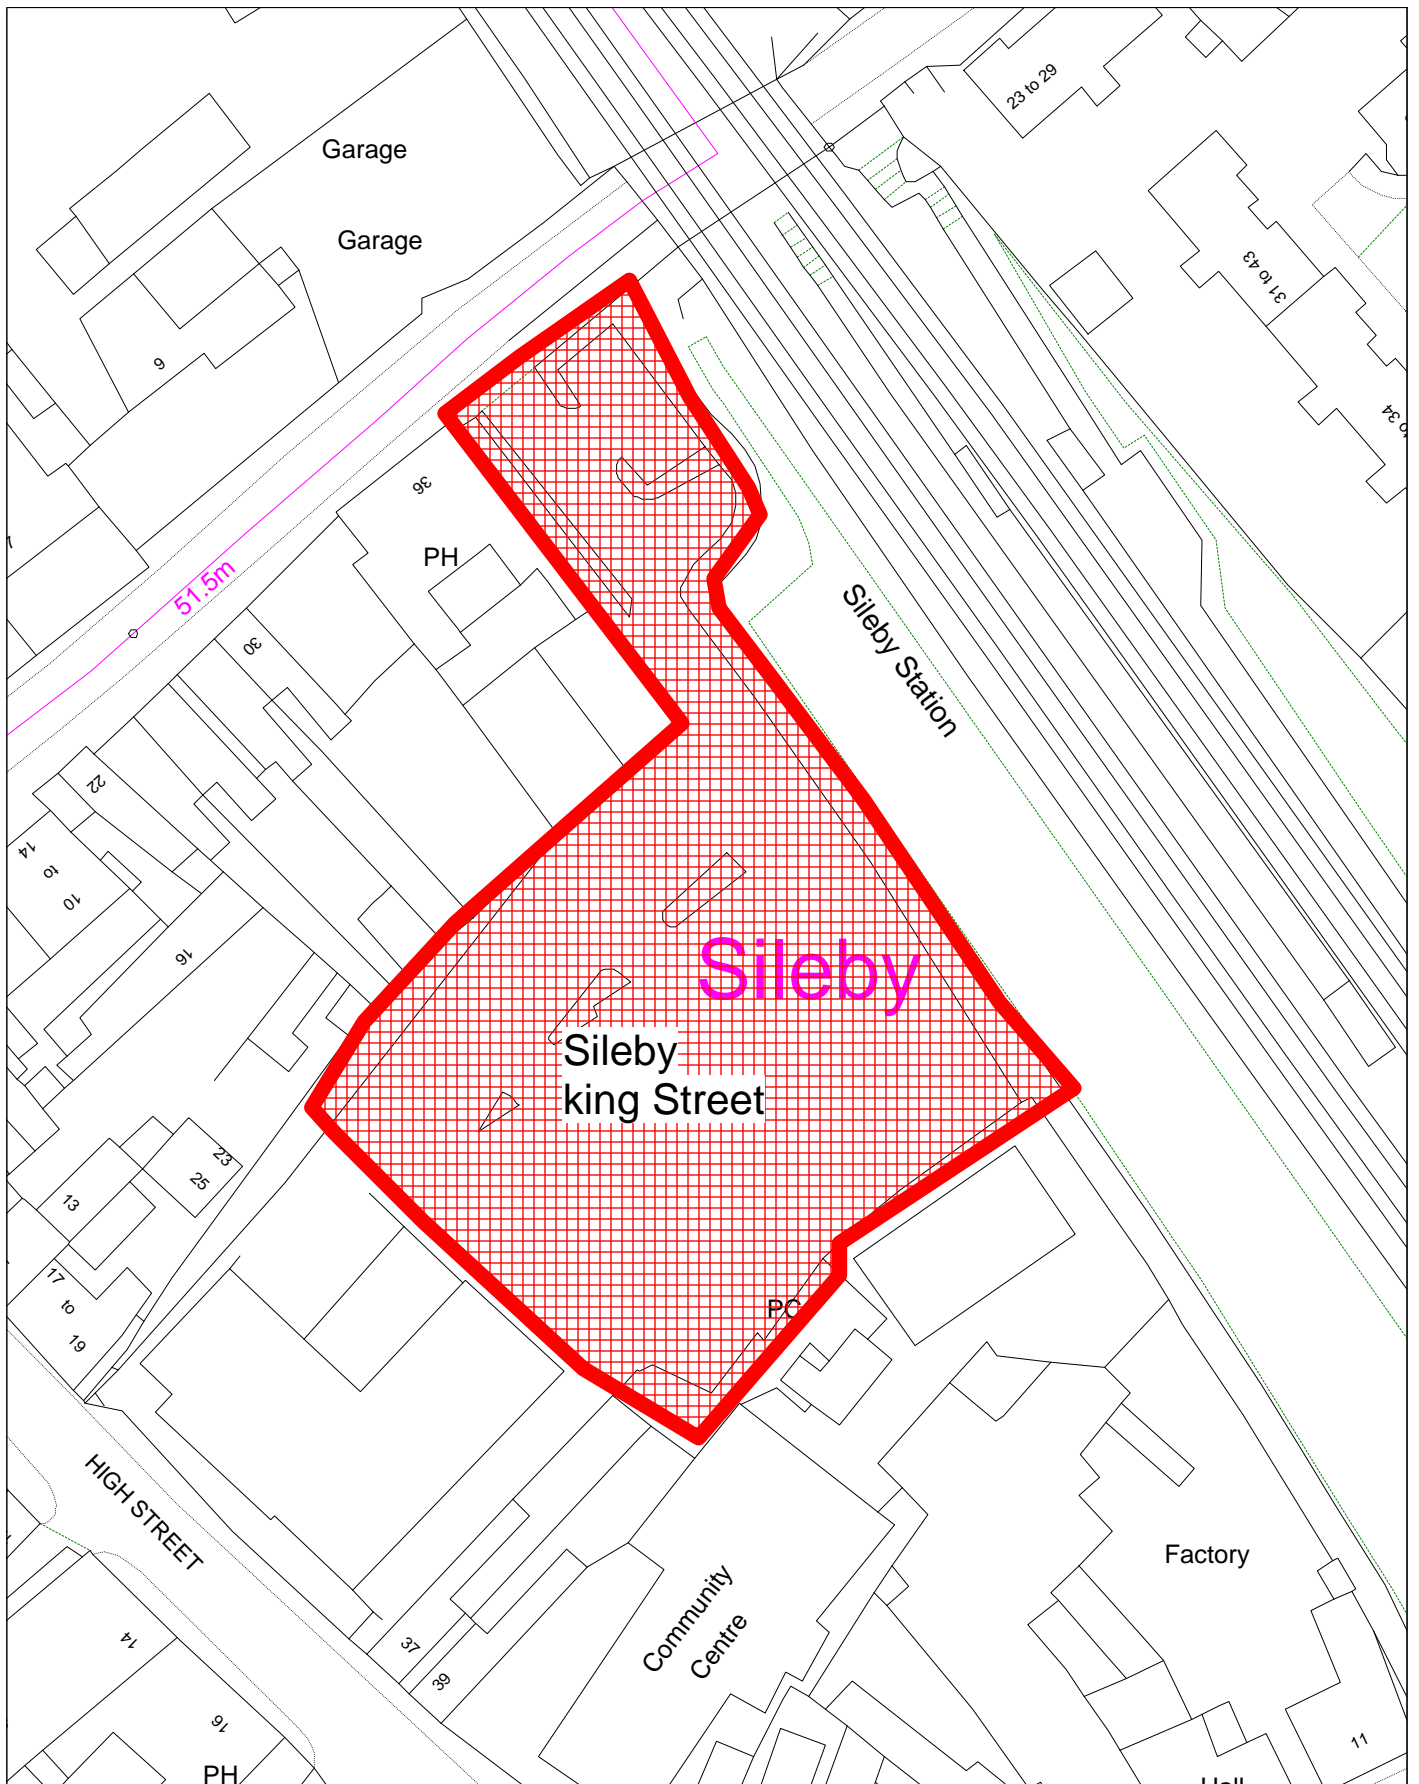 Garage
Garage
23 to 29
31 to 43
6
36
PH
51.5m
30
Sileby Station
22
14
to
10
16
Sileby
Sileby
king Street
23
25
13
17
to
19
PC
HIGH STREET
Factory
Community
Centre
37
39
14
16
PH
11